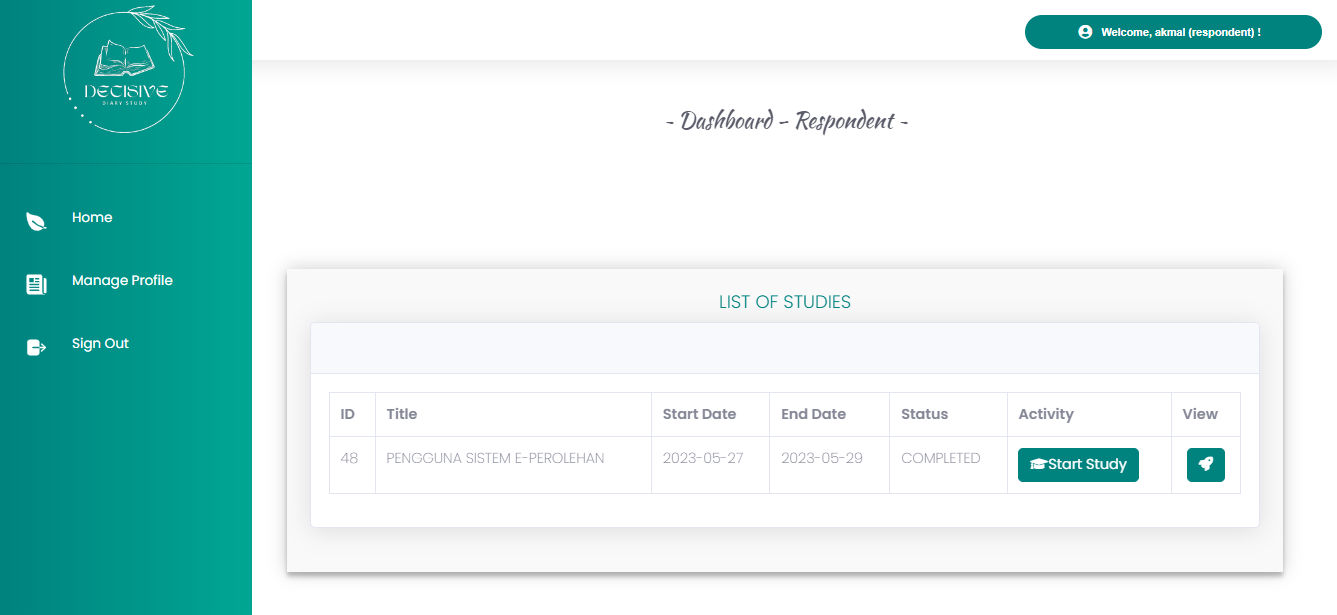 DECISIVE
DIARY STUDY
Welcome, akmal (respondent) !
Home
Manage Profile
Sign Out
~ Dashboard - Respondent ~
LIST OF STUDIES
ID Title Start Date End Date Status Activity View
48 PENGGUNA SISTEM E-PEROLEHAN 2023-05-27 2023-05-29 COMPLETED Start Study